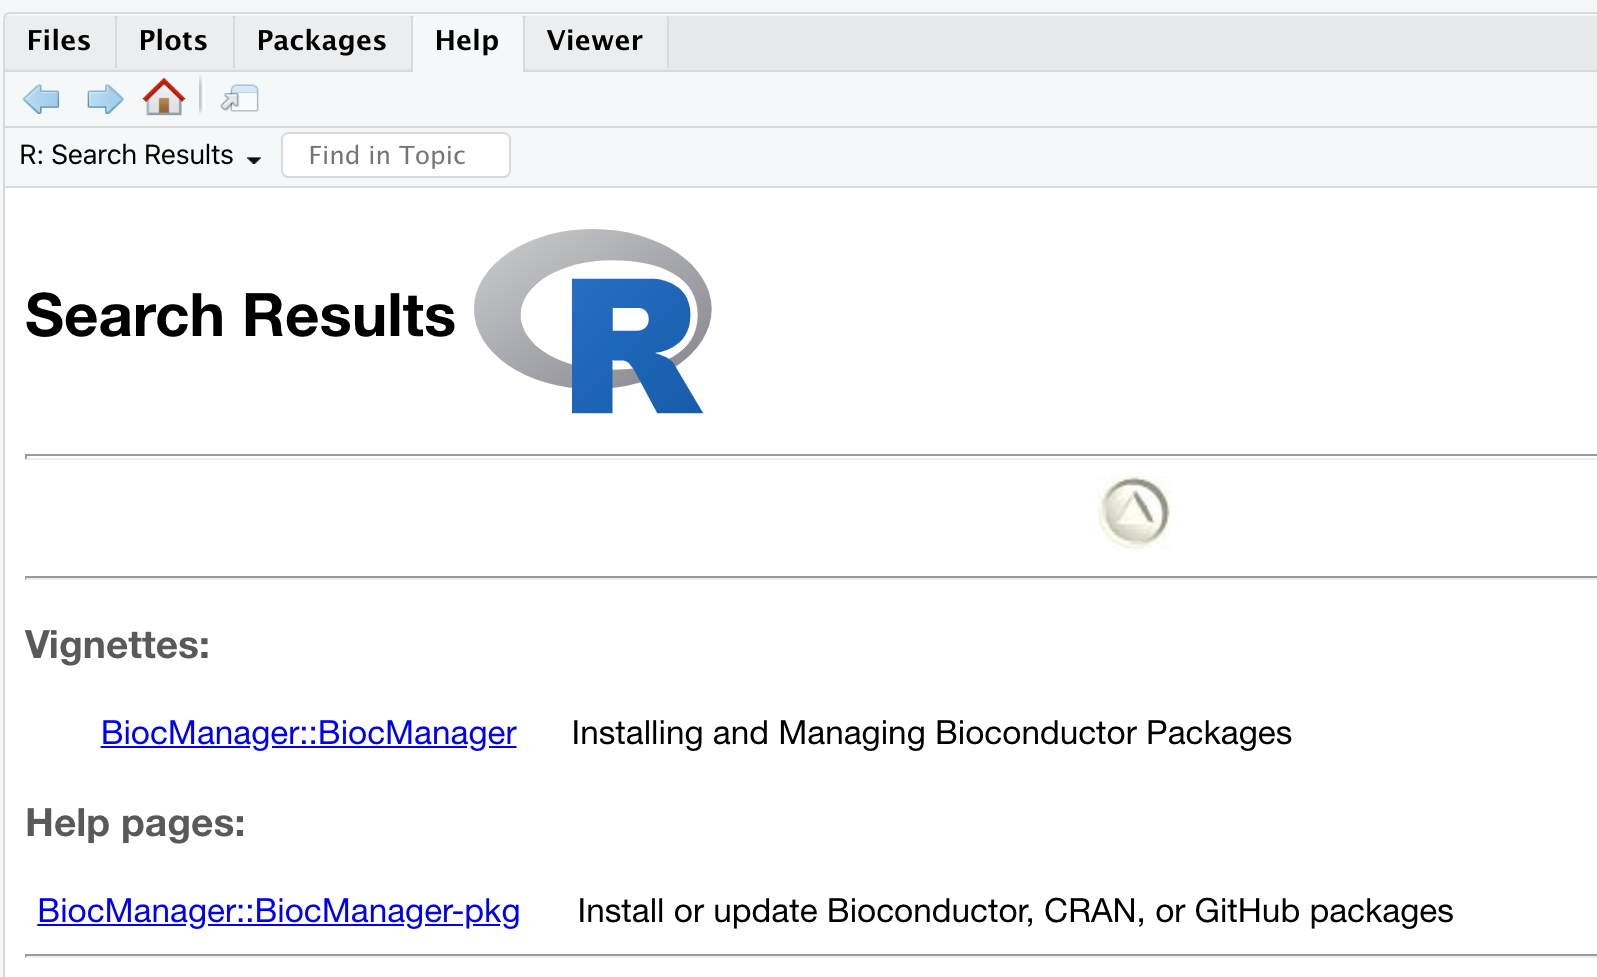 Files Plots Packages Help Viewer
R: Search Results Find in Topic
Search Results R
Vignettes:
BiocManager::BiocManager Installing and Managing Bioconductor Packages
Help pages:
BiocManager::BiocManager-pkg Install or update Bioconductor, CRAN, or GitHub packages